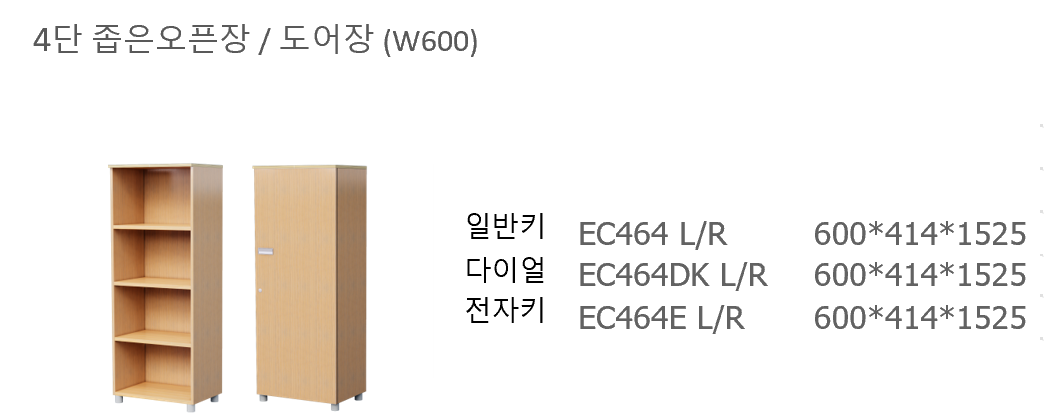 4단 좁은오픈장 / 도어장 (W600)
일반키 EC464 L/R 600*414*1525
다이얼 EC464DK L/R 600*414*1525
전자키 EC464E L/R 600*414*1525